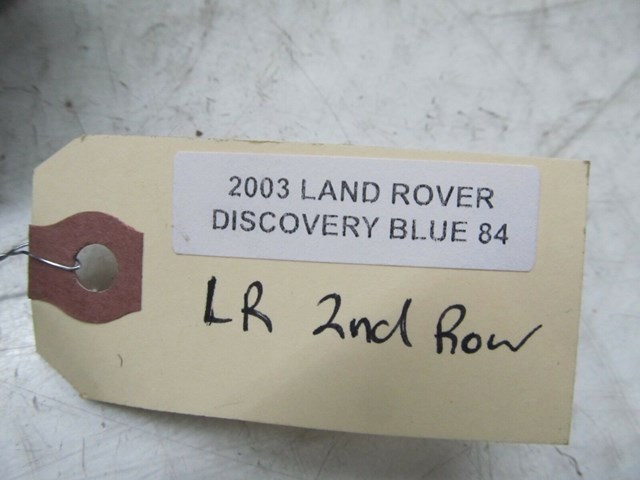 2003 LAND ROVER
DISCOVERY BLUE 84
LR 2nd Row